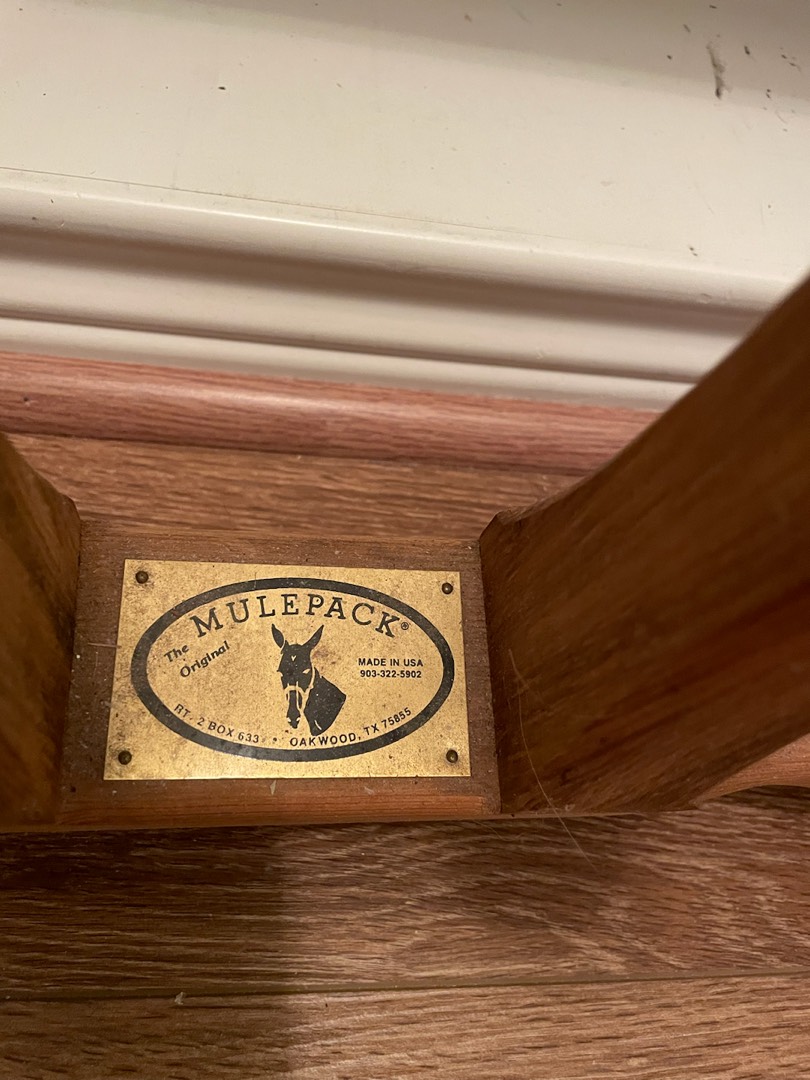 MULEPACK®
The
Original
MADE IN USA
903-322-5902
RT. 2 BOX 633 • OAKWOOD, TX 75855